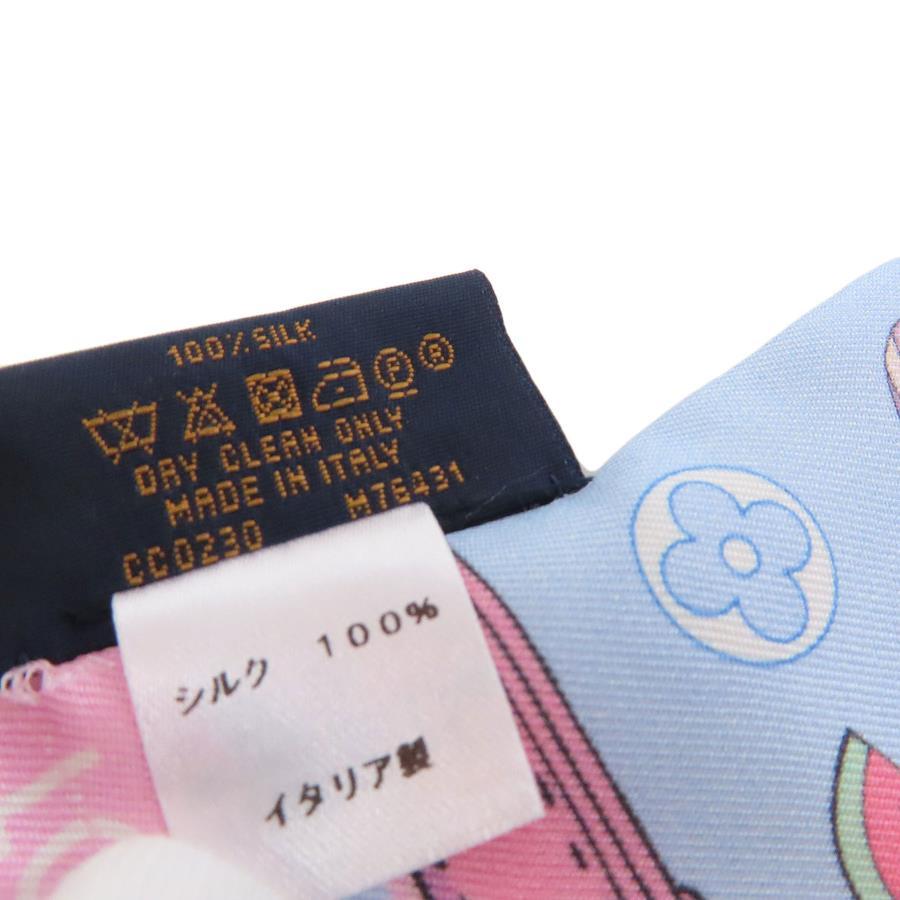 100% SILK
P R
DRY CLEAN ONLY
MADE IN ITALY
CC0230 M76431
シルク 100%
イタリア製